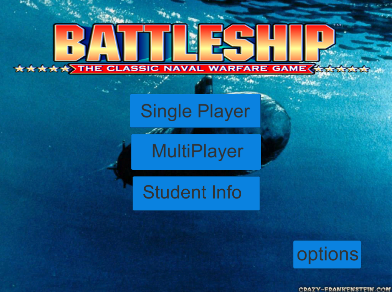 BATTLESHIP
THE CLASSIC NAVAL WARFARE GAME
Single Player
MultiPlayer
Student Info
options
CRAZY-FRANKENSTEIN.COM